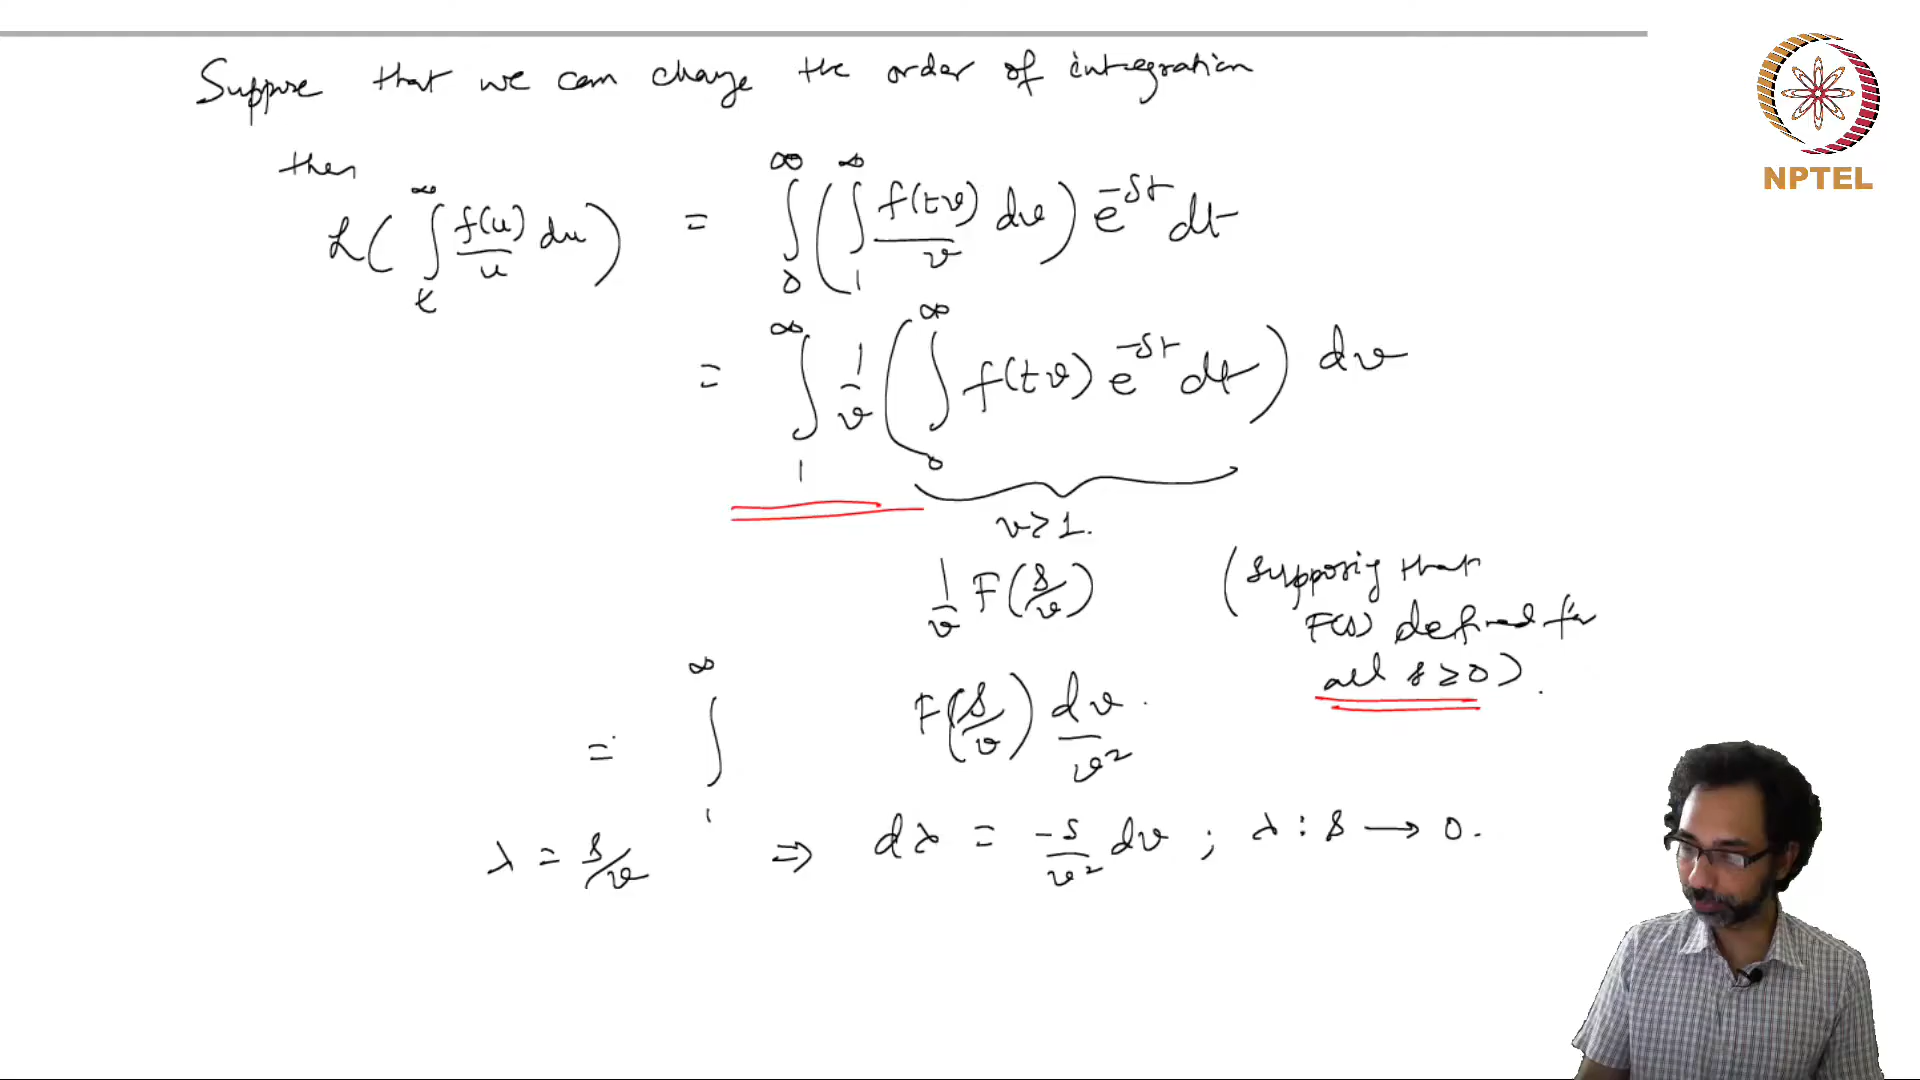 Suppose that we can change the order of integration
then
L( ∫_t^∞ f(u)/u du ) = ∫_0^∞ ( ∫_1^∞ f(tv)/v dv ) e^{-st} dt
= ∫_1^∞ 1/v ( ∫_0^∞ f(tv) e^{-st} dt ) dv
v ≥ 1.
1/v F(s/v) (supposing that
F(s) defined for
all s ≥ 0).
= ∫_1^∞ F(s/v) dv/v²
λ = s/v ⇒ dλ = -s/v² dv ; λ : s → 0.
NPTEL